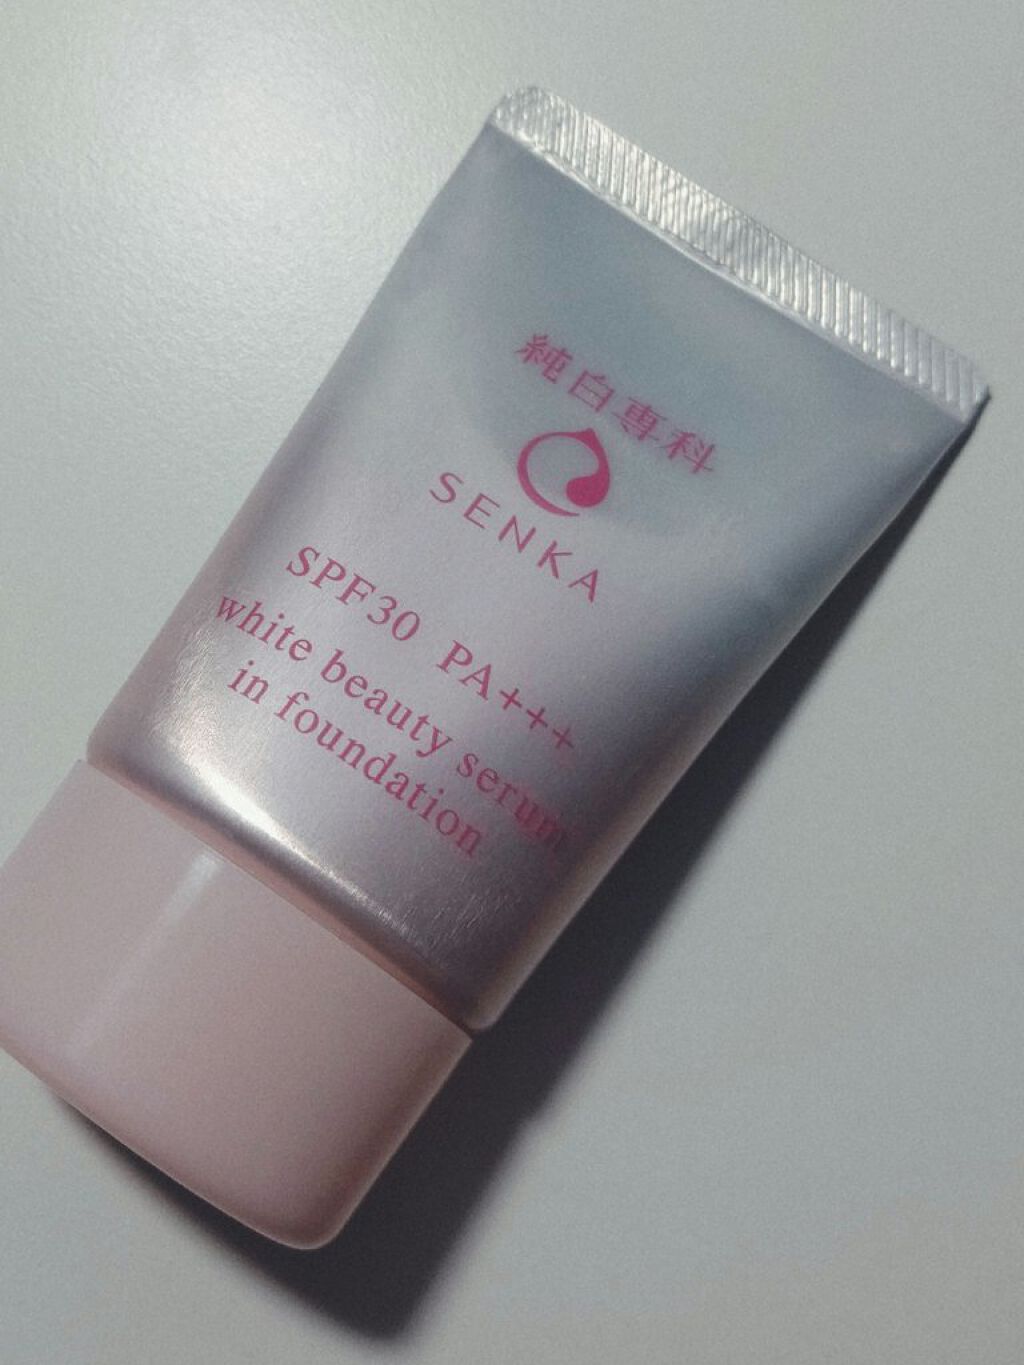 純白専科
SENKA
SPF30 PA+++
white beauty serum
in foundation